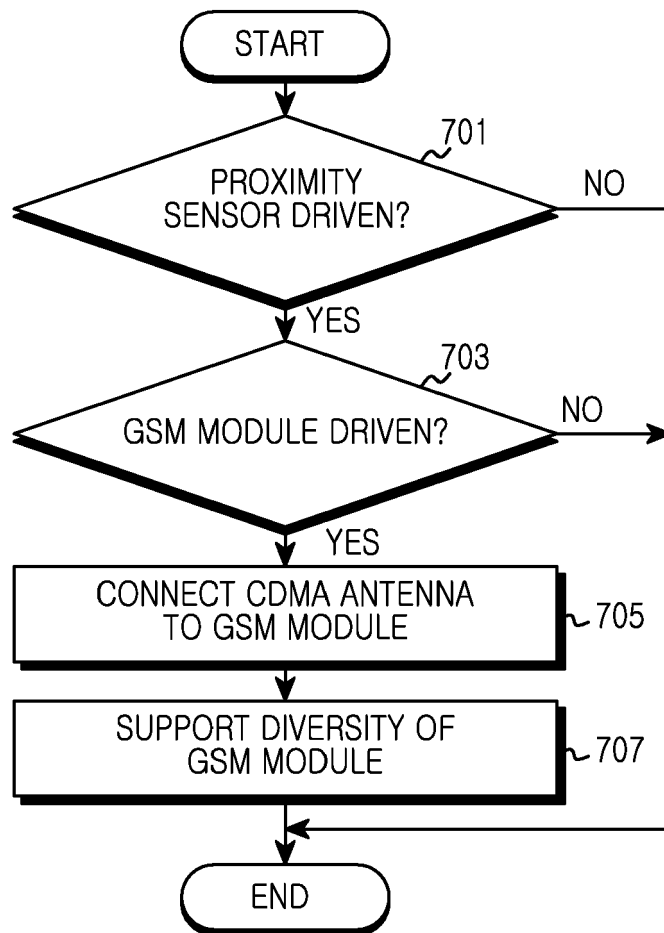 START
701
PROXIMITY
SENSOR DRIVEN?
NO
YES
703
GSM MODULE DRIVEN?
NO
YES
CONNECT CDMA ANTENNA
TO GSM MODULE
705
SUPPORT DIVERSITY OF
GSM MODULE
707
END